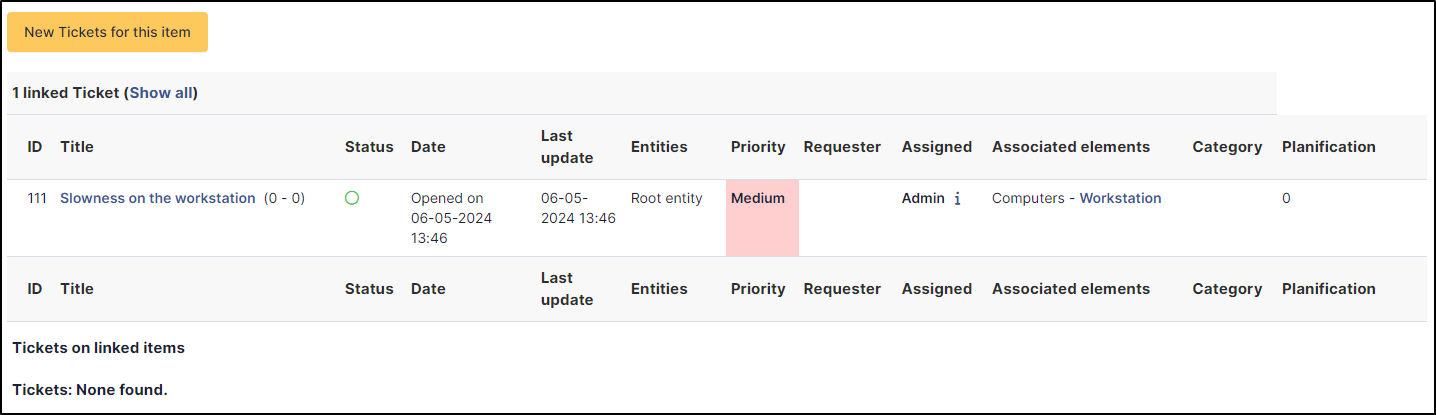 New Tickets for this item
1 linked Ticket (Show all)
ID Title Status Date Last update Entities Priority Requester Assigned Associated elements Category Planification
111 Slowness on the workstation (0 - 0) Opened on 06-05-2024 13:46 06-05-2024 13:46 Root entity Medium Admin i Computers - Workstation 0
ID Title Status Date Last update Entities Priority Requester Assigned Associated elements Category Planification
Tickets on linked items
Tickets: None found.